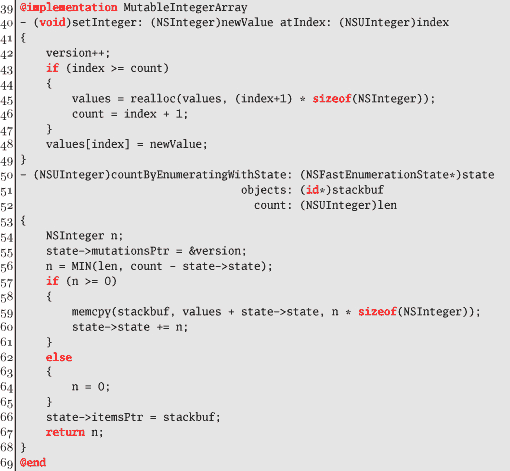 39 @implementation MutableIntegerArray
40 - (void)setInteger: (NSInteger)newValue atIndex: (NSUInteger)index
41 {
42     version++;
43     if (index >= count)
44     {
45         values = realloc(values, (index+1) * sizeof(NSInteger));
46         count = index + 1;
47     }
48     values[index] = newValue;
49 }
50 - (NSUInteger)countByEnumeratingWithState: (NSFastEnumerationState*)state
51                                   objects: (id*)stackbuf
52                                     count: (NSUInteger)len
53 {
54     NSInteger n;
55     state->mutationsPtr = &version;
56     n = MIN(len, count - state->state);
57     if (n >= 0)
58     {
59         memcpy(stackbuf, values + state->state, n * sizeof(NSInteger));
60         state->state += n;
61     }
62     else
63     {
64         n = 0;
65     }
66     state->itemsPtr = stackbuf;
67     return n;
68 }
69 @end